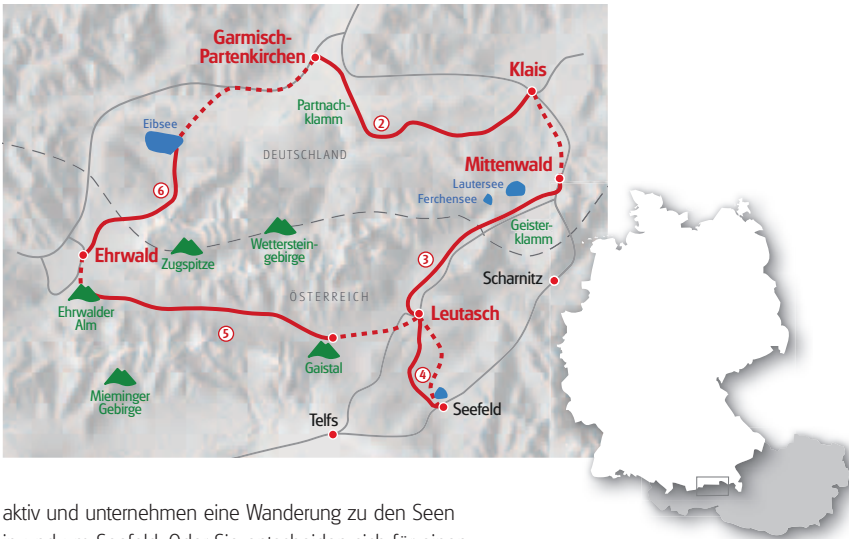 Garmisch-
Partenkirchen
Klais
Partnach-
klamm
Eibsee
②
DEUTSCHLAND
Mittenwald
Lautersee
Ferchensee
⑥
Geister-
klamm
Wetterstein-
gebirge
Ehrwald
Zugspitze
③
Scharnitz
ÖSTERREICH
Ehrwalder
Alm
Leutasch
⑤
Gaistal
④
Mieminger
Gebirge
Seefeld
Telfs
aktiv und unternehmen eine Wanderung zu den Seen